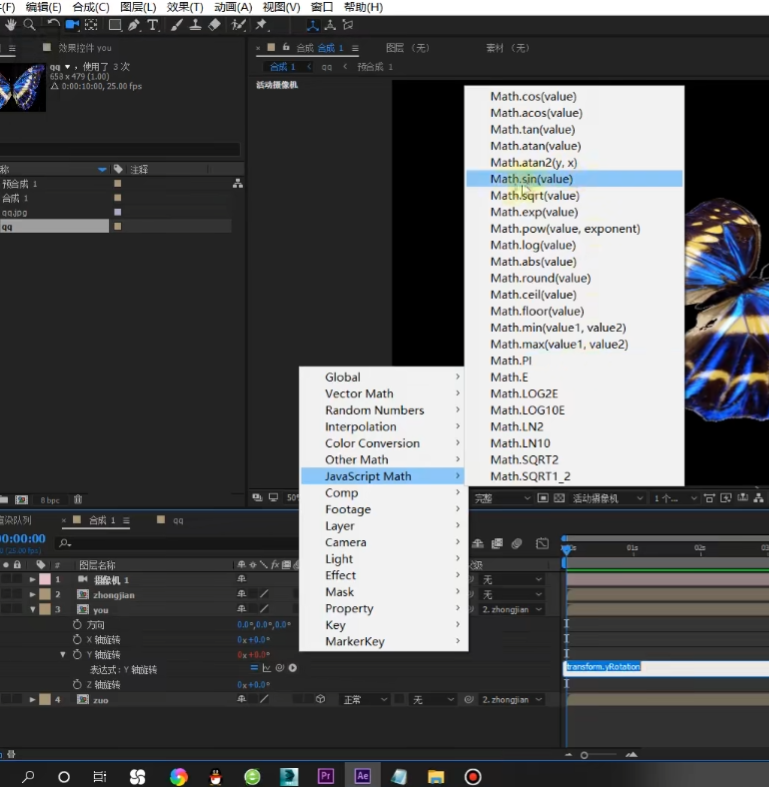 (F) 编辑(E) 合成(C) 图层(L) 效果(T) 动画(A) 视图(V) 窗口 帮助(H)
效果控件 you
合成 合成 1
图层 (无)
素材 (无)
qq ,使用了 3 次
658 x 479 (1.00)
Δ 0:00:10:00, 25.00 fps
合成 1 qq 预合成 1
活动摄像机
称 注释
预合成 1
合成 1
qq.jpg
qq
Math.cos(value)
Math.acos(value)
Math.tan(value)
Math.atan(value)
Math.atan2(y, x)
Math.sin(value)
Math.sqrt(value)
Math.exp(value)
Math.pow(value, exponent)
Math.log(value)
Math.abs(value)
Math.round(value)
Math.ceil(value)
Math.floor(value)
Math.min(value1, value2)
Math.max(value1, value2)
Math.PI
Math.E
Math.LOG2E
Math.LOG10E
Math.LN2
Math.LN10
Math.SQRT2
Math.SQRT1_2
Global
Vector Math
Random Numbers
Interpolation
Color Conversion
Other Math
JavaScript Math
Comp
Footage
Layer
Camera
Light
Effect
Mask
Property
Key
MarkerKey
8 bpc
50
完整 活动摄像机 1 个...
渲染队列 合成 1 qq
00:00:00
01s 02s 03s
# 图层名称
1 摄像机 1 无
2 zhongjian 无
3 you 2. zhongjian
方向 0.0°,0.0°,0.0°
X 轴旋转 0x+0.0°
Y 轴旋转 0x+0.0°
表达式：Y 轴旋转 transform.yRotation
Z 轴旋转 0x+0.0°
4 zuo 正常 无 2. zhongjian
Pr
Ae